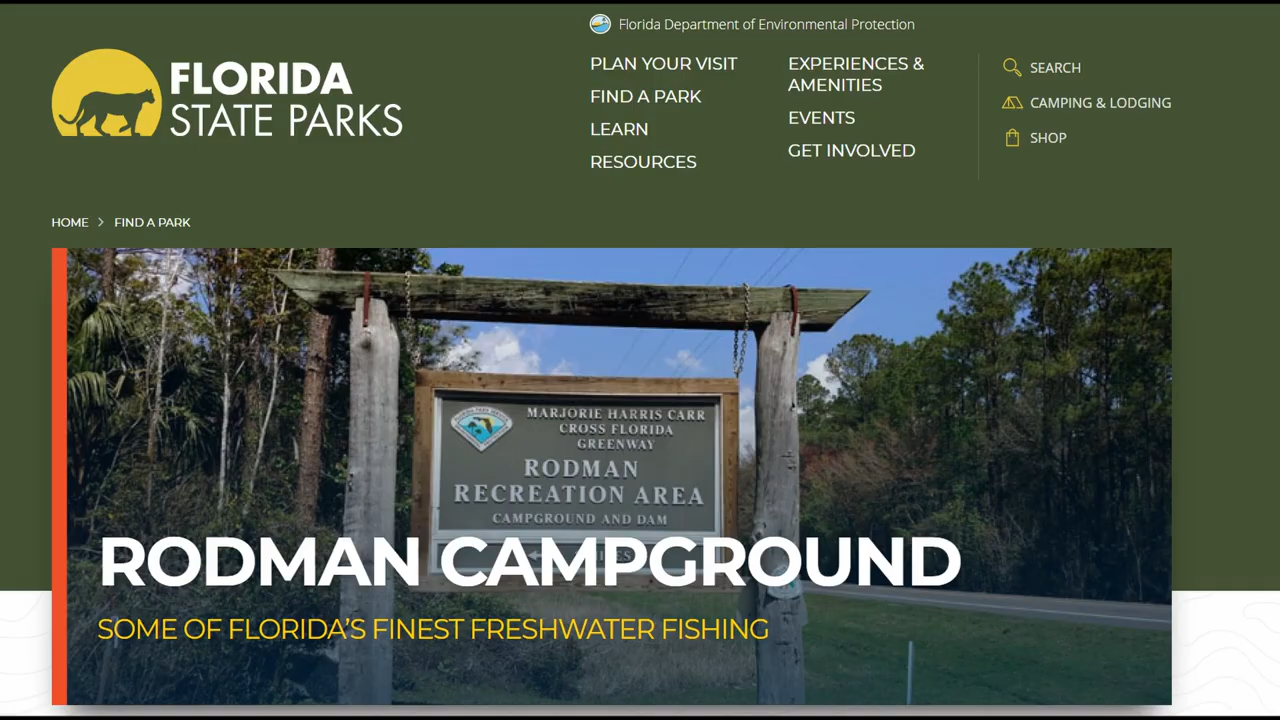 Florida Department of Environmental Protection
FLORIDA
STATE PARKS
PLAN YOUR VISIT
FIND A PARK
LEARN
RESOURCES
EXPERIENCES &
AMENITIES
EVENTS
GET INVOLVED
SEARCH
CAMPING & LODGING
SHOP
HOME > FIND A PARK
MARJORIE HARRIS CARR
CROSS FLORIDA
GREENWAY
RODMAN
RECREATION AREA
CAMPGROUND AND DAM
RODMAN CAMPGROUND
SOME OF FLORIDA'S FINEST FRESHWATER FISHING